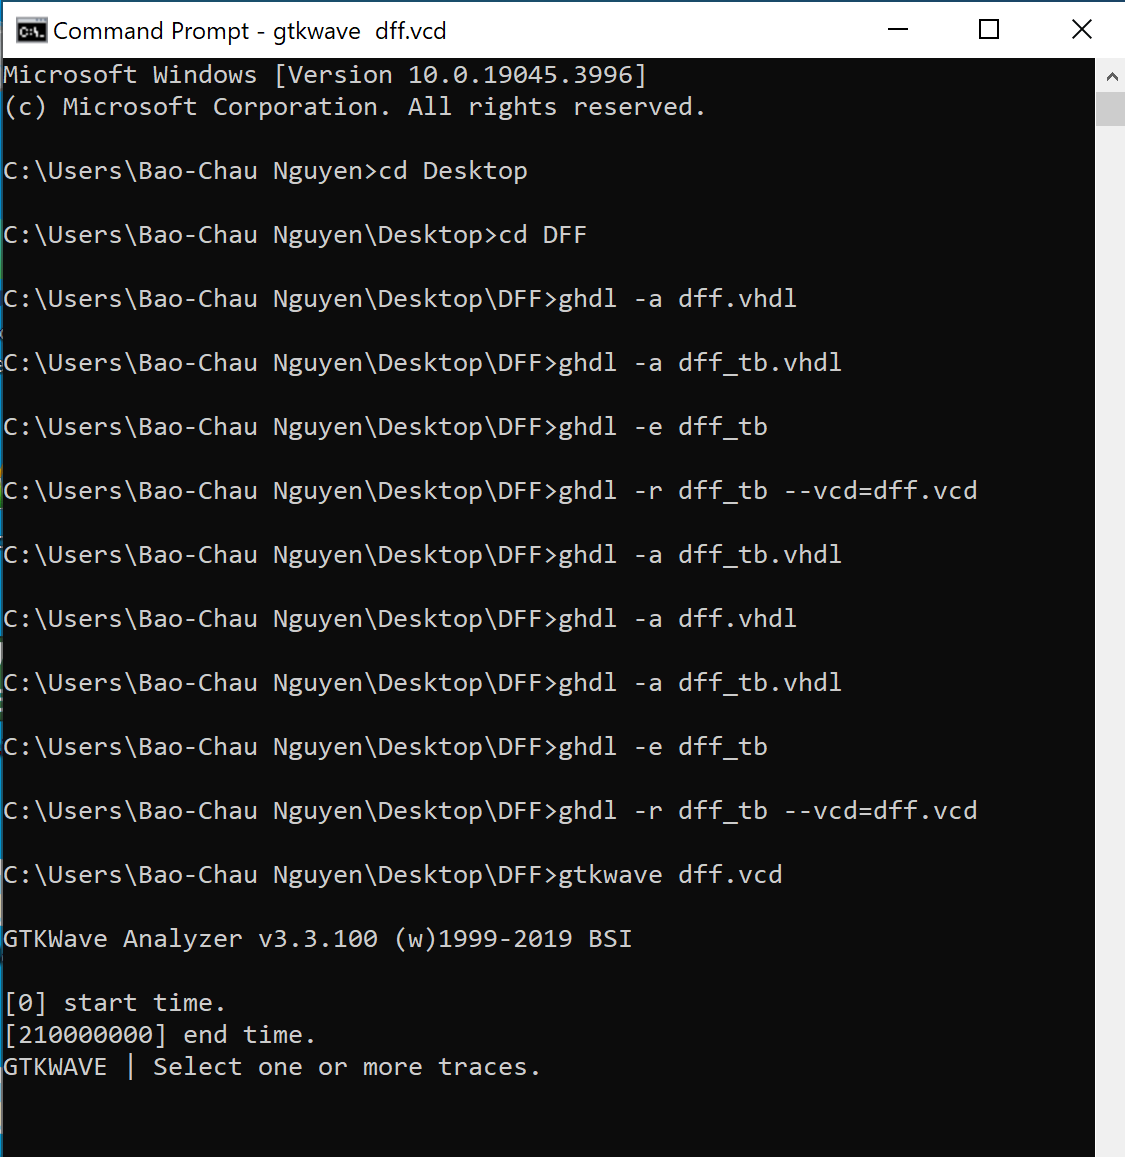 Command Prompt - gtkwave  dff.vcd
Microsoft Windows [Version 10.0.19045.3996]
(c) Microsoft Corporation. All rights reserved.
C:\Users\Bao-Chau Nguyen>cd Desktop
C:\Users\Bao-Chau Nguyen\Desktop>cd DFF
C:\Users\Bao-Chau Nguyen\Desktop\DFF>ghdl -a dff.vhdl
C:\Users\Bao-Chau Nguyen\Desktop\DFF>ghdl -a dff_tb.vhdl
C:\Users\Bao-Chau Nguyen\Desktop\DFF>ghdl -e dff_tb
C:\Users\Bao-Chau Nguyen\Desktop\DFF>ghdl -r dff_tb --vcd=dff.vcd
C:\Users\Bao-Chau Nguyen\Desktop\DFF>ghdl -a dff_tb.vhdl
C:\Users\Bao-Chau Nguyen\Desktop\DFF>ghdl -a dff.vhdl
C:\Users\Bao-Chau Nguyen\Desktop\DFF>ghdl -a dff_tb.vhdl
C:\Users\Bao-Chau Nguyen\Desktop\DFF>ghdl -e dff_tb
C:\Users\Bao-Chau Nguyen\Desktop\DFF>ghdl -r dff_tb --vcd=dff.vcd
C:\Users\Bao-Chau Nguyen\Desktop\DFF>gtkwave dff.vcd
GTKWave Analyzer v3.3.100 (w)1999-2019 BSI
[0] start time.
[210000000] end time.
GTKWAVE | Select one or more traces.